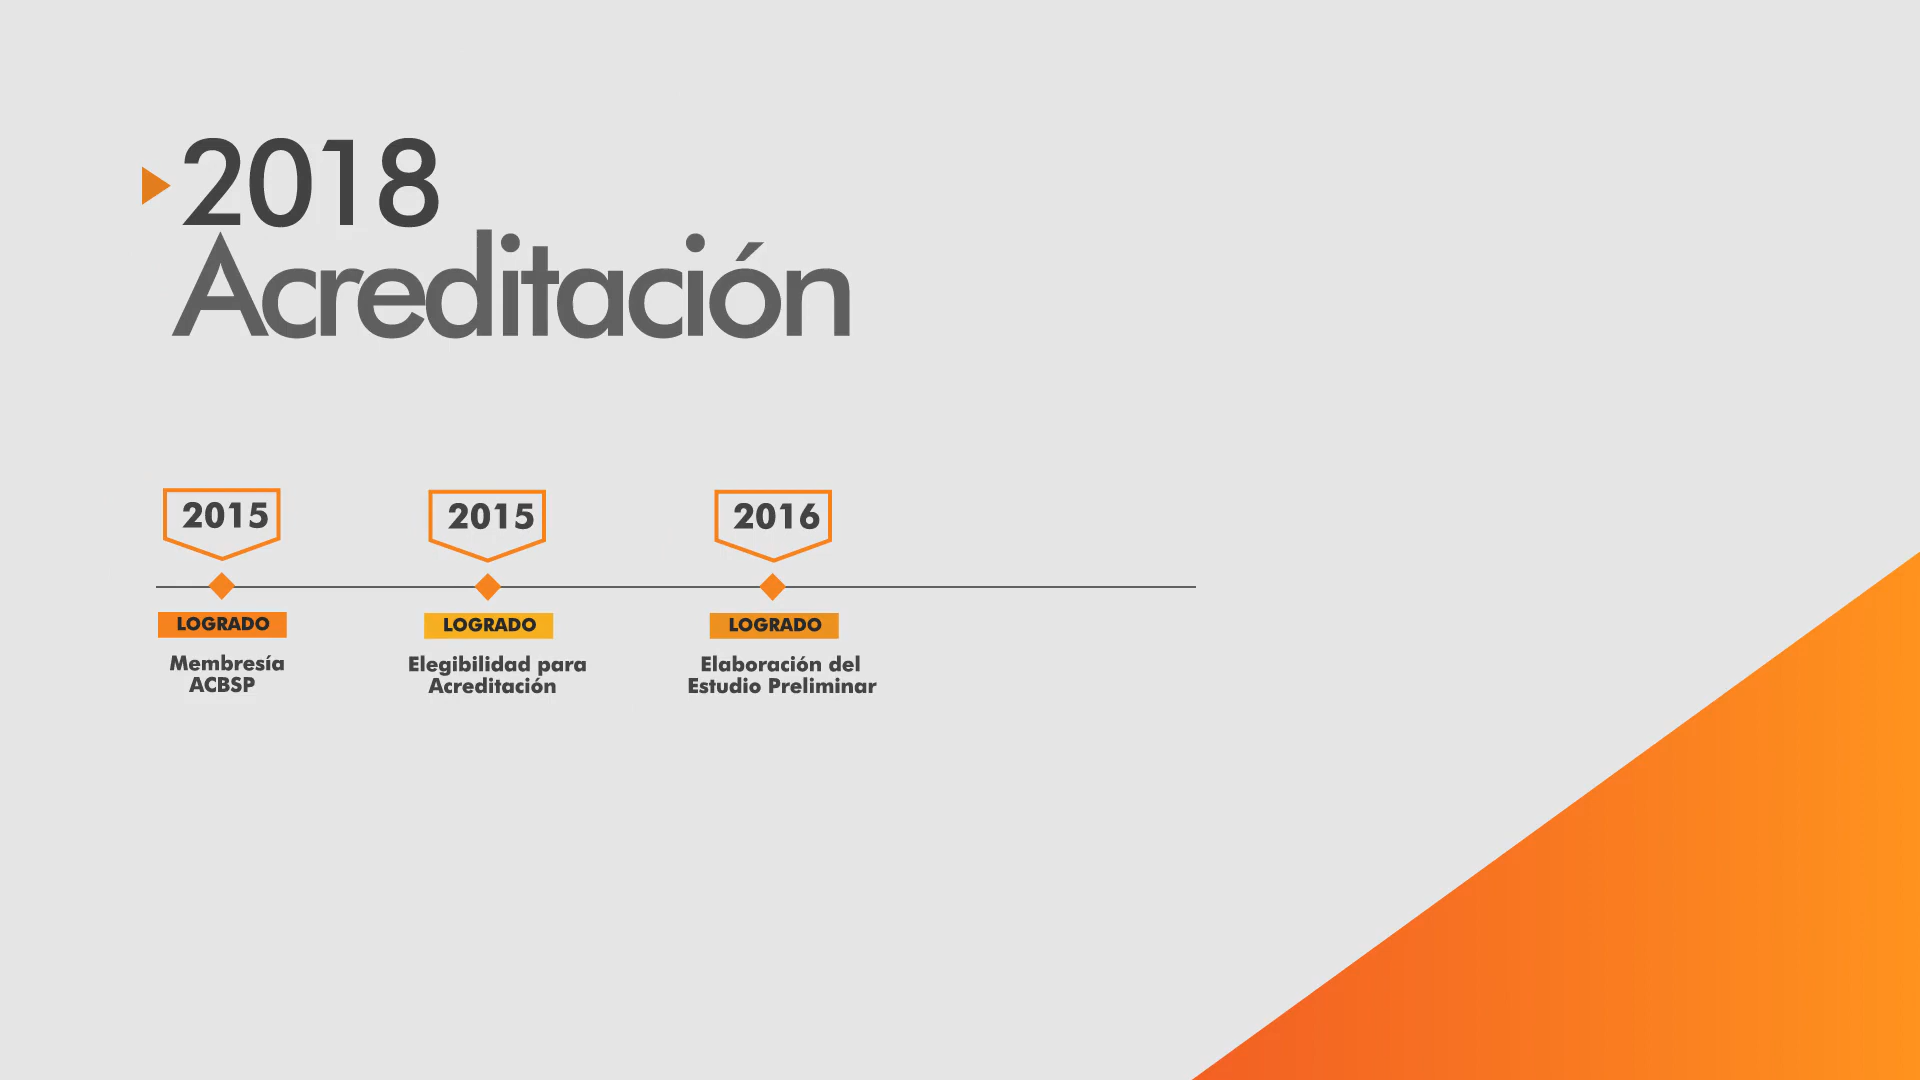 2018
Acreditación
2015
2015
2016
LOGRADO
LOGRADO
LOGRADO
Membresía
ACBSP
Elegibilidad para
Acreditación
Elaboración del
Estudio Preliminar